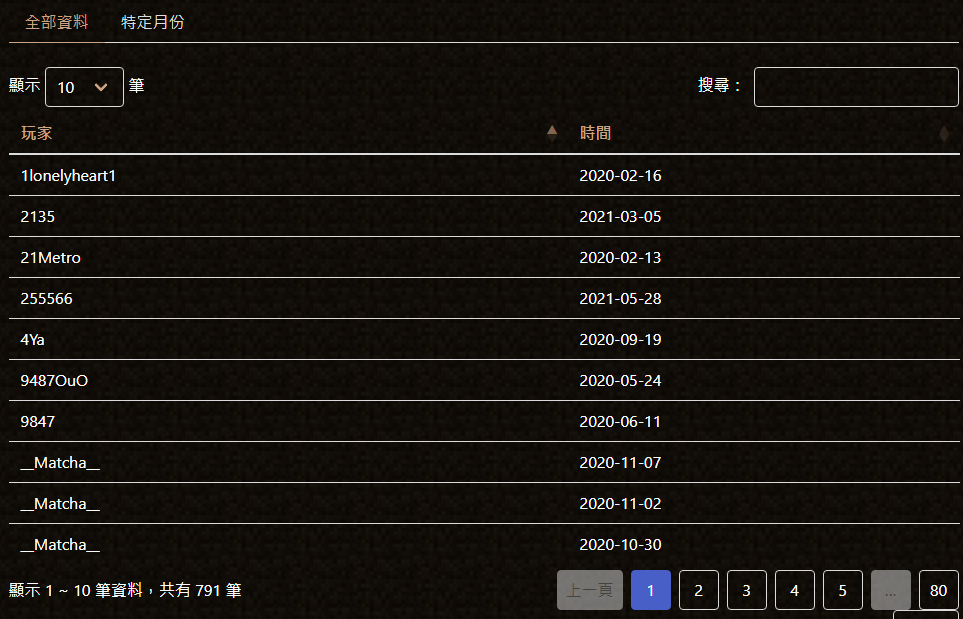 全部資料 特定月份
顯示 10 筆 搜尋：
玩家 時間
1lonelyheart1 2020-02-16
2135 2021-03-05
21Metro 2020-02-13
255566 2021-05-28
4Ya 2020-09-19
9487OuO 2020-05-24
9847 2020-06-11
__Matcha__ 2020-11-07
__Matcha__ 2020-11-02
__Matcha__ 2020-10-30
顯示 1 ~ 10 筆資料，共有 791 筆 上一頁 1 2 3 4 5 ... 80